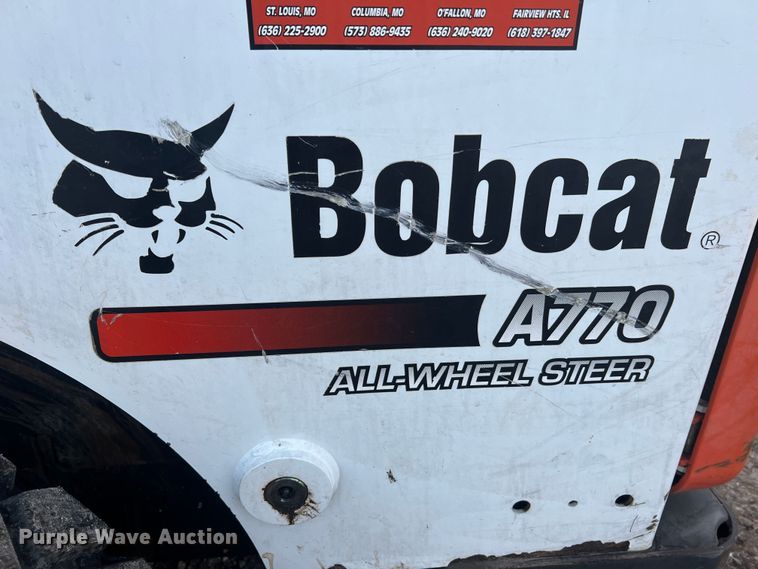 ST. LOUIS, MO COLUMBIA, MO O'FALLON, MO FAIRVIEW HTS. IL
(636) 225-2900 (573) 886-9435 (636) 240-9020 (618) 397-1847
Bobcat®
A770
ALL-WHEEL STEER
Purple Wave Auction